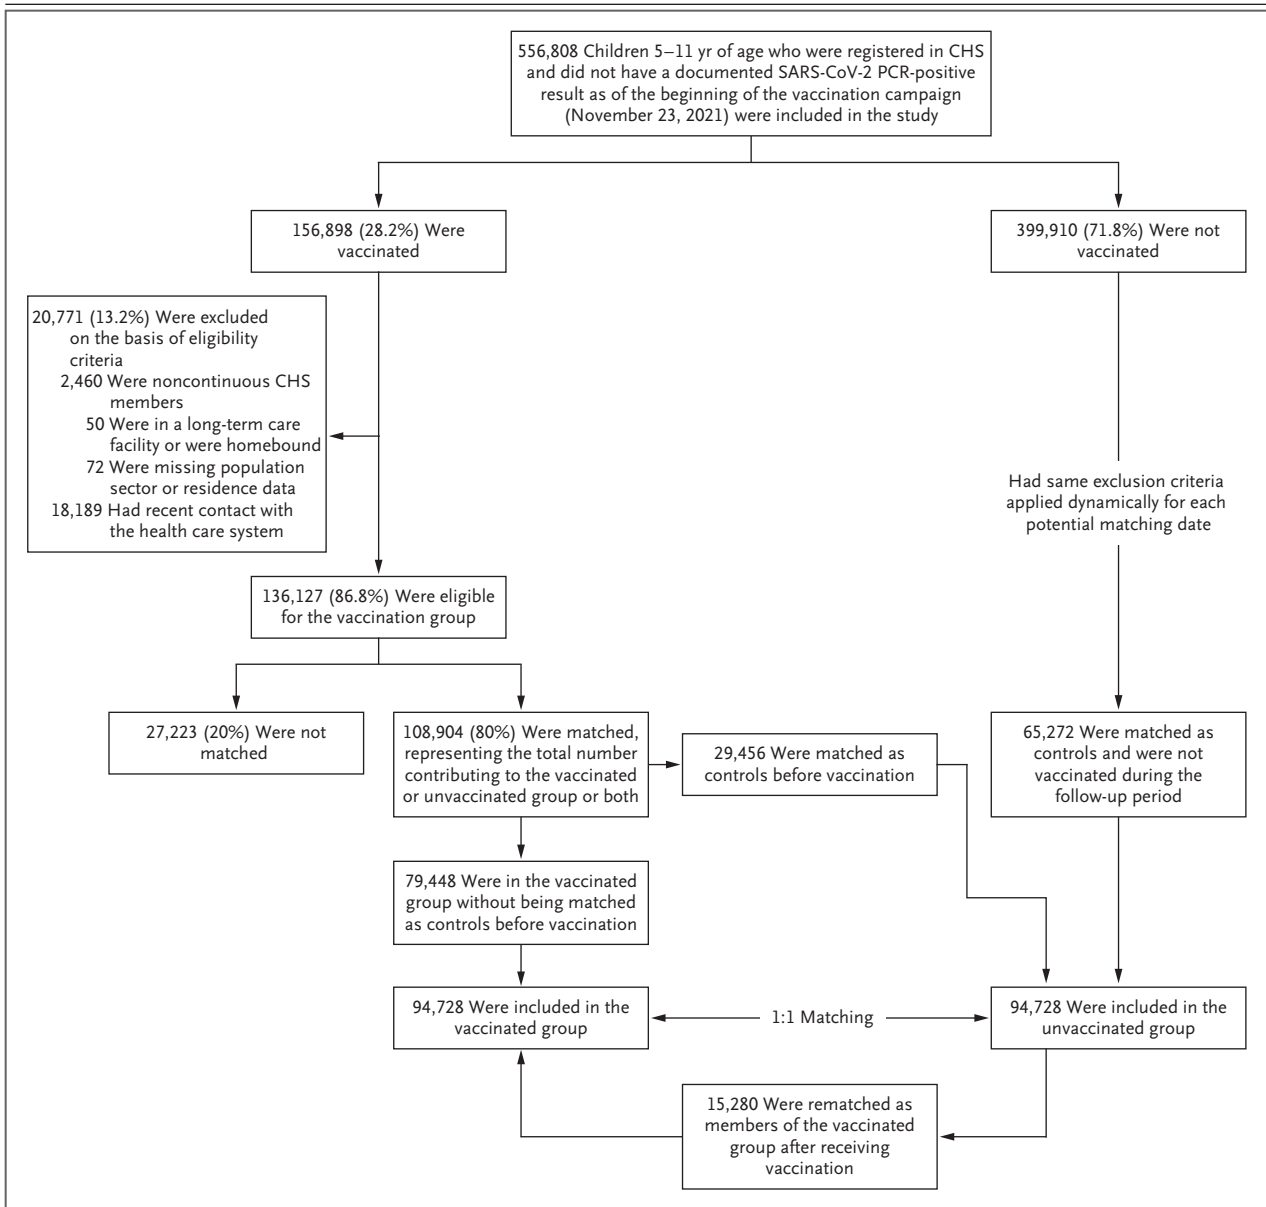 556,808 Children 5–11 yr of age who were registered in CHS
and did not have a documented SARS-CoV-2 PCR-positive
result as of the beginning of the vaccination campaign
(November 23, 2021) were included in the study
156,898 (28.2%) Were
vaccinated
399,910 (71.8%) Were not
vaccinated
20,771 (13.2%) Were excluded
on the basis of eligibility
criteria
2,460 Were noncontinuous CHS
members
50 Were in a long-term care
facility or were homebound
72 Were missing population
sector or residence data
18,189 Had recent contact with
the health care system
Had same exclusion criteria
applied dynamically for each
potential matching date
136,127 (86.8%) Were eligible
for the vaccination group
27,223 (20%) Were not
matched
108,904 (80%) Were matched,
representing the total number
contributing to the vaccinated
or unvaccinated group or both
29,456 Were matched as
controls before vaccination
65,272 Were matched as
controls and were not
vaccinated during the
follow-up period
79,448 Were in the vaccinated
group without being matched
as controls before vaccination
94,728 Were included in the
vaccinated group
1:1 Matching
94,728 Were included in the
unvaccinated group
15,280 Were rematched as
members of the vaccinated
group after receiving
vaccination